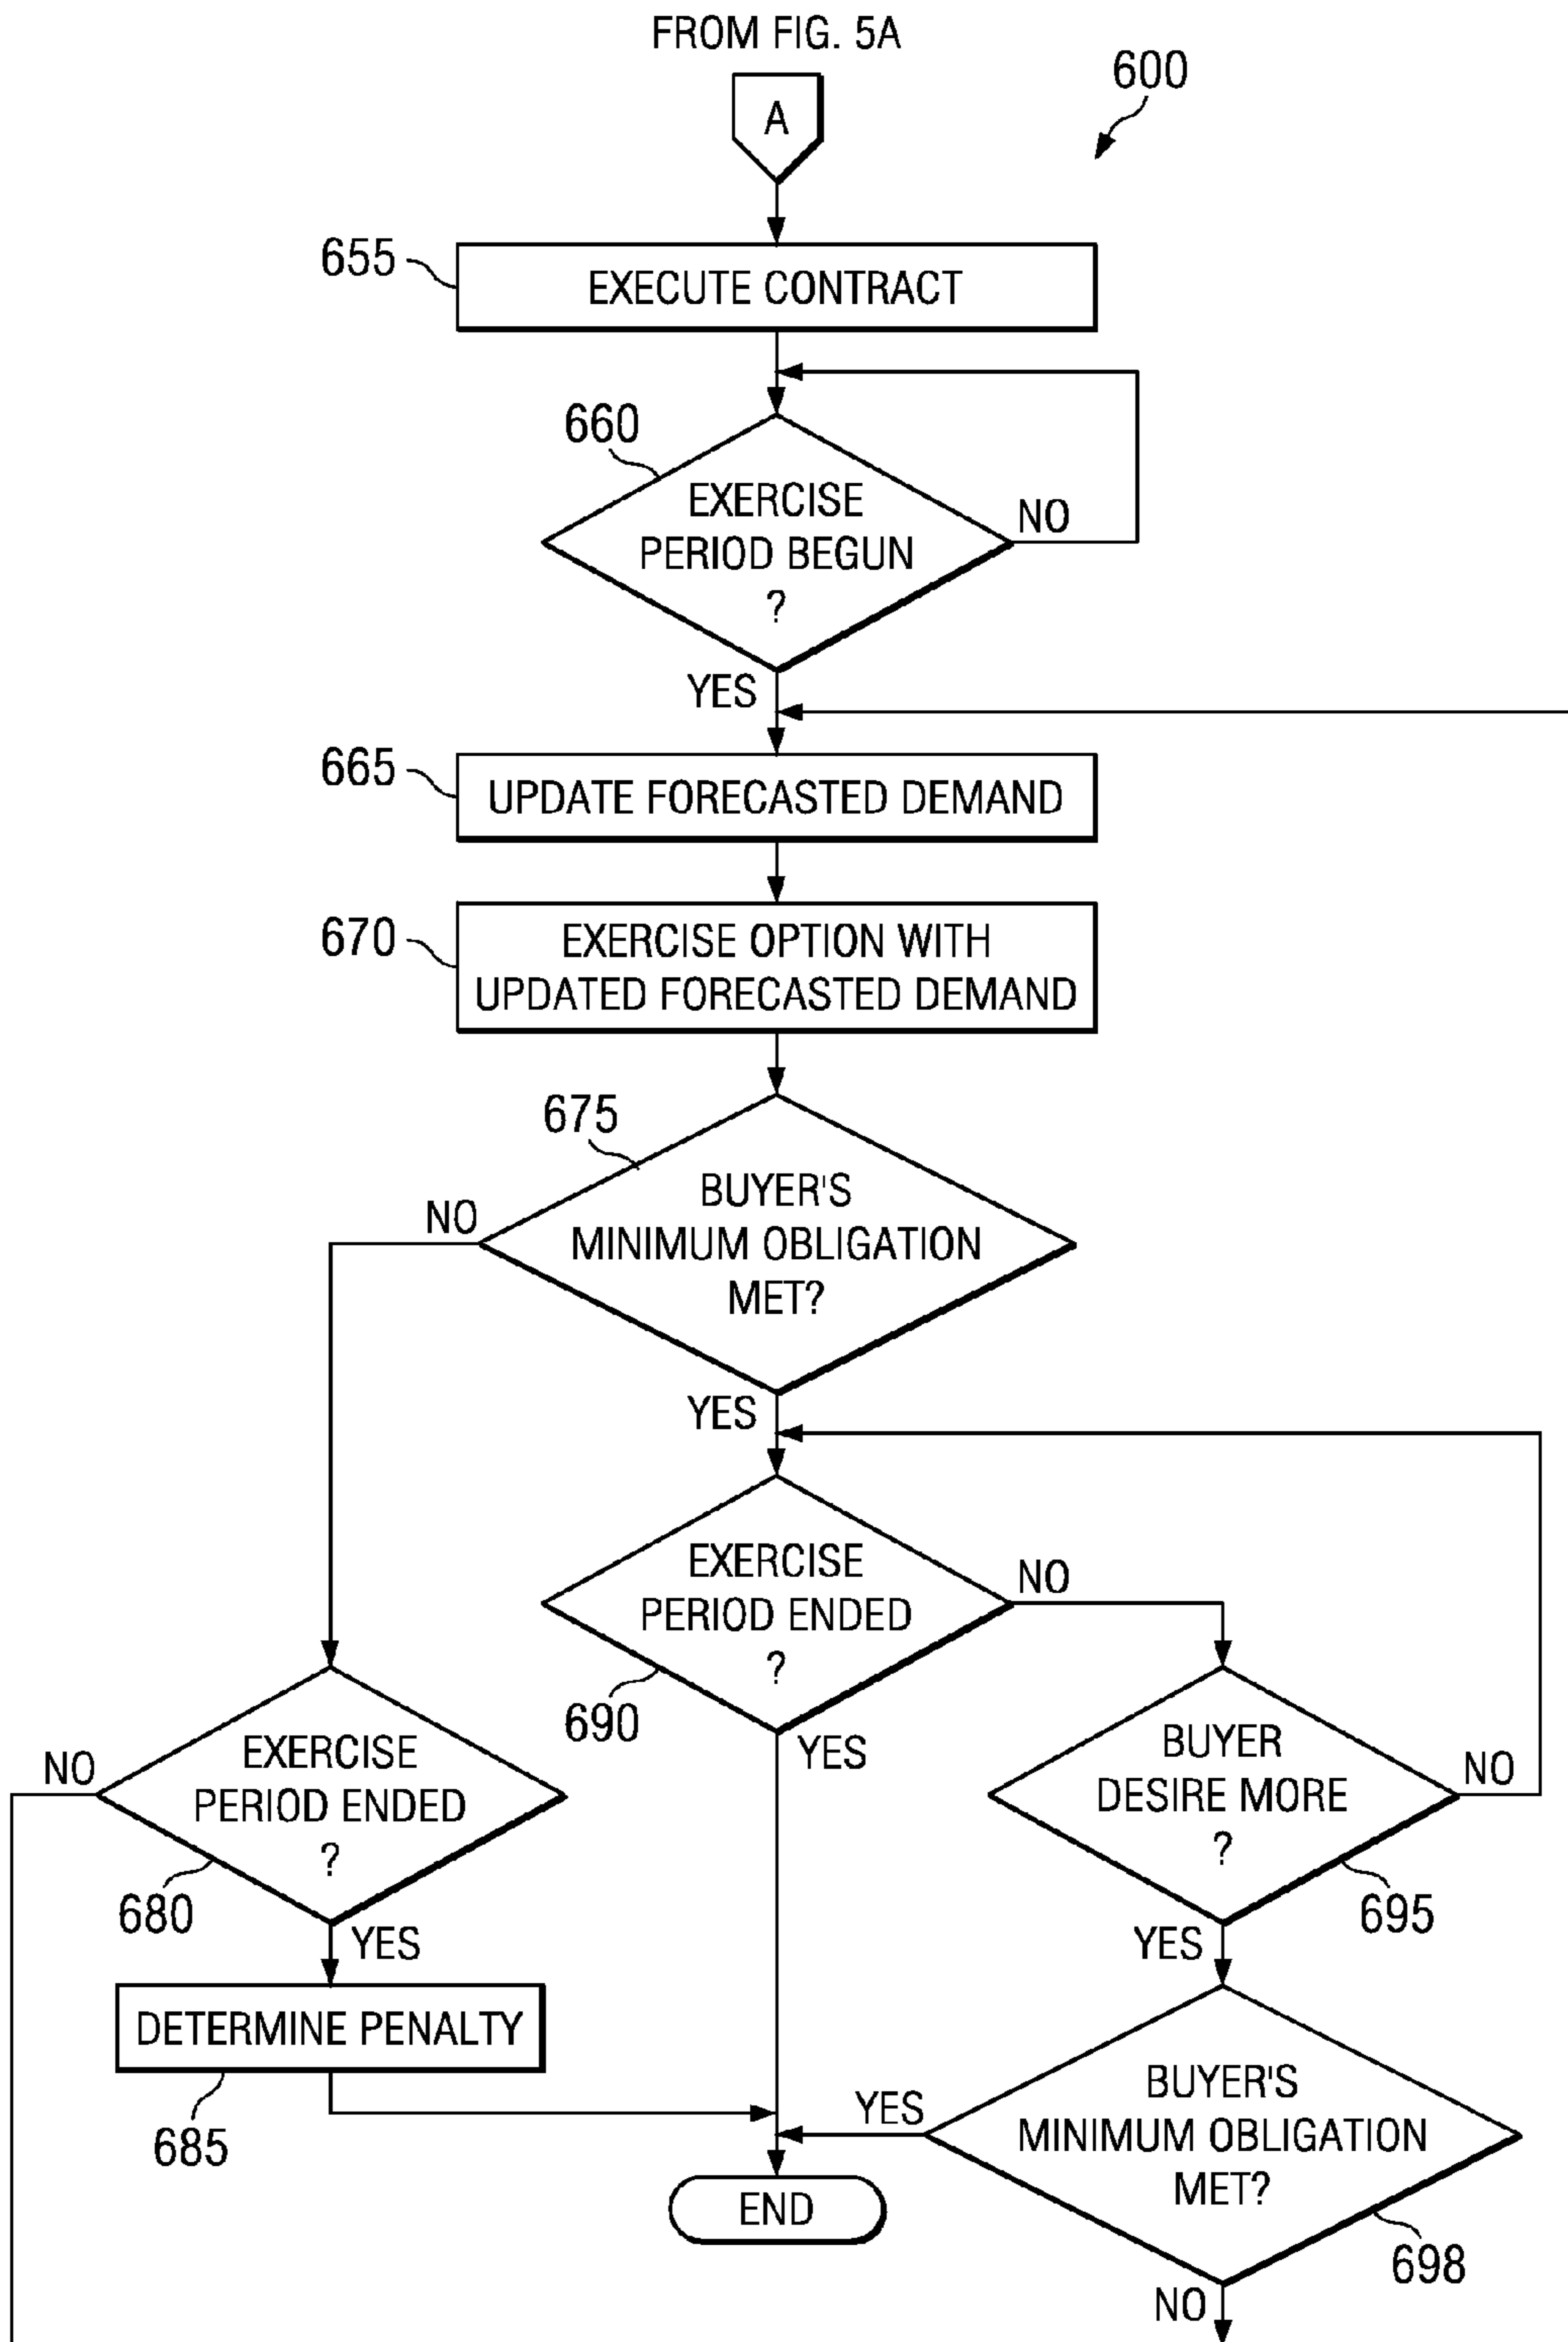 FROM FIG. 5A
A
600
655
EXECUTE CONTRACT
660
EXERCISE
PERIOD BEGUN
?
NO
YES
665
UPDATE FORECASTED DEMAND
670
EXERCISE OPTION WITH
UPDATED FORECASTED DEMAND
675
BUYER'S
MINIMUM OBLIGATION
MET?
NO
YES
EXERCISE
PERIOD ENDED
?
NO
690
YES
BUYER
DESIRE MORE
?
NO
695
YES
NO
EXERCISE
PERIOD ENDED
?
680
YES
DETERMINE PENALTY
685
BUYER'S
MINIMUM OBLIGATION
MET?
YES
698
NO
END